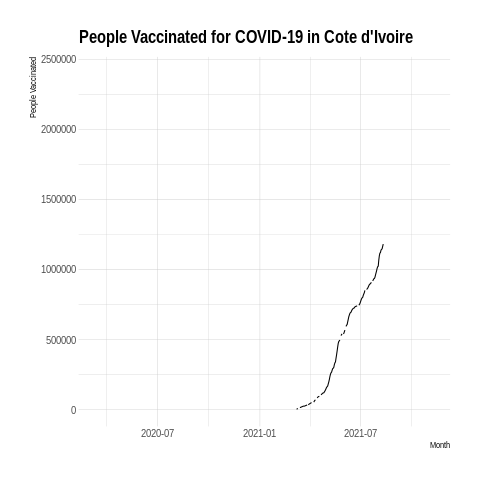 People Vaccinated for COVID-19 in Cote d'Ivoire
People Vaccinated
2500000
2000000
1500000
1000000
500000
0
2020-07 2021-01 2021-07
Month